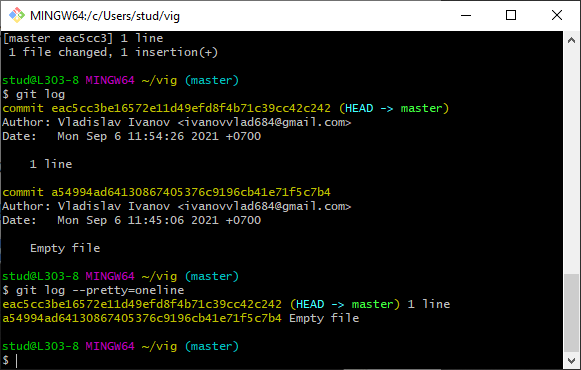 MINGW64:/c/Users/stud/vig
[master eac5cc3] 1 line
 1 file changed, 1 insertion(+)

stud@L303-8 MINGW64 ~/vig (master)
$ git log
commit eac5cc3be16572e11d49efd8f4b71c39cc42c242 (HEAD -> master)
Author: Vladislav Ivanov <ivanovvlad684@gmail.com>
Date:   Mon Sep 6 11:54:26 2021 +0700

    1 line

commit a54994ad64130867405376c9196cb41e71f5c7b4
Author: Vladislav Ivanov <ivanovvlad684@gmail.com>
Date:   Mon Sep 6 11:45:06 2021 +0700

    Empty file

stud@L303-8 MINGW64 ~/vig (master)
$ git log --pretty=oneline
eac5cc3be16572e11d49efd8f4b71c39cc42c242 (HEAD -> master) 1 line
a54994ad64130867405376c9196cb41e71f5c7b4 Empty file

stud@L303-8 MINGW64 ~/vig (master)
$